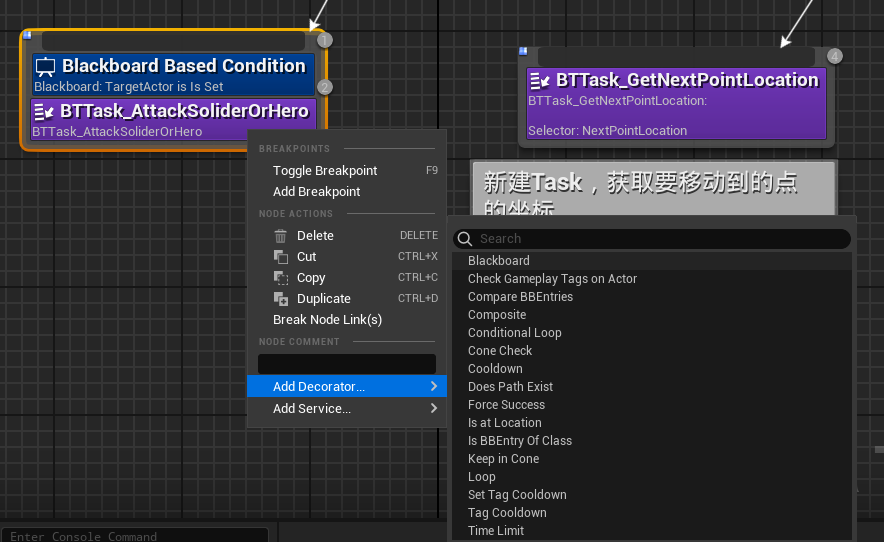 1
Blackboard Based Condition
Blackboard: TargetActor is Is Set
2
BTTask_AttackSoliderOrHero
BTTask_AttackSoliderOrHero
4
BTTask_GetNextPointLocation
BTTask_GetNextPointLocation:
Selector: NextPointLocation
新建Task，获取要移动到的点
的坐标
BREAKPOINTS
Toggle Breakpoint F9
Add Breakpoint
NODE ACTIONS
Delete DELETE
Cut CTRL+X
Copy CTRL+C
Duplicate CTRL+D
Break Node Link(s)
NODE COMMENT
Add Decorator...
Add Service...
Search
Blackboard
Check Gameplay Tags on Actor
Compare BBEntries
Composite
Conditional Loop
Cone Check
Cooldown
Does Path Exist
Force Success
Is at Location
Is BBEntry Of Class
Keep in Cone
Loop
Set Tag Cooldown
Tag Cooldown
Time Limit
Enter Console Command